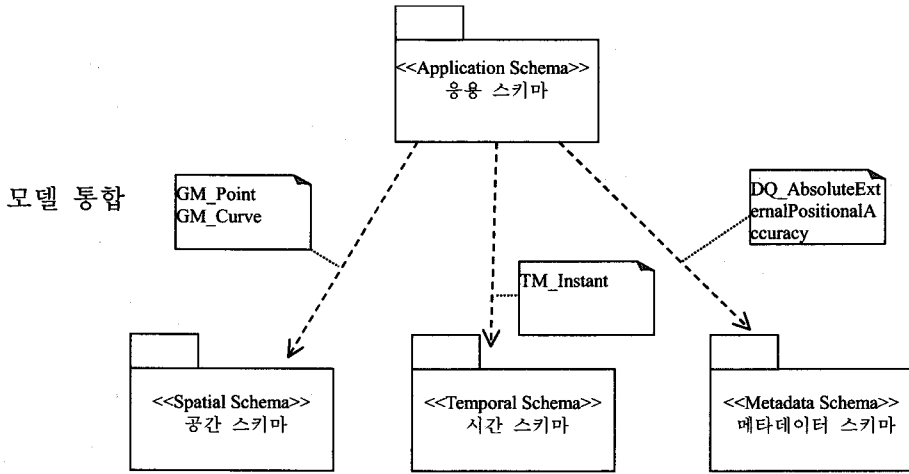 <<Application Schema>>
응용 스키마
모델 통합
GM_Point
GM_Curve
DQ_AbsoluteExt
ernalPositionalA
ccuracy
TM_Instant
<<Spatial Schema>>
공간 스키마
<<Temporal Schema>>
시간 스키마
<<Metadata Schema>>
메타데이터 스키마